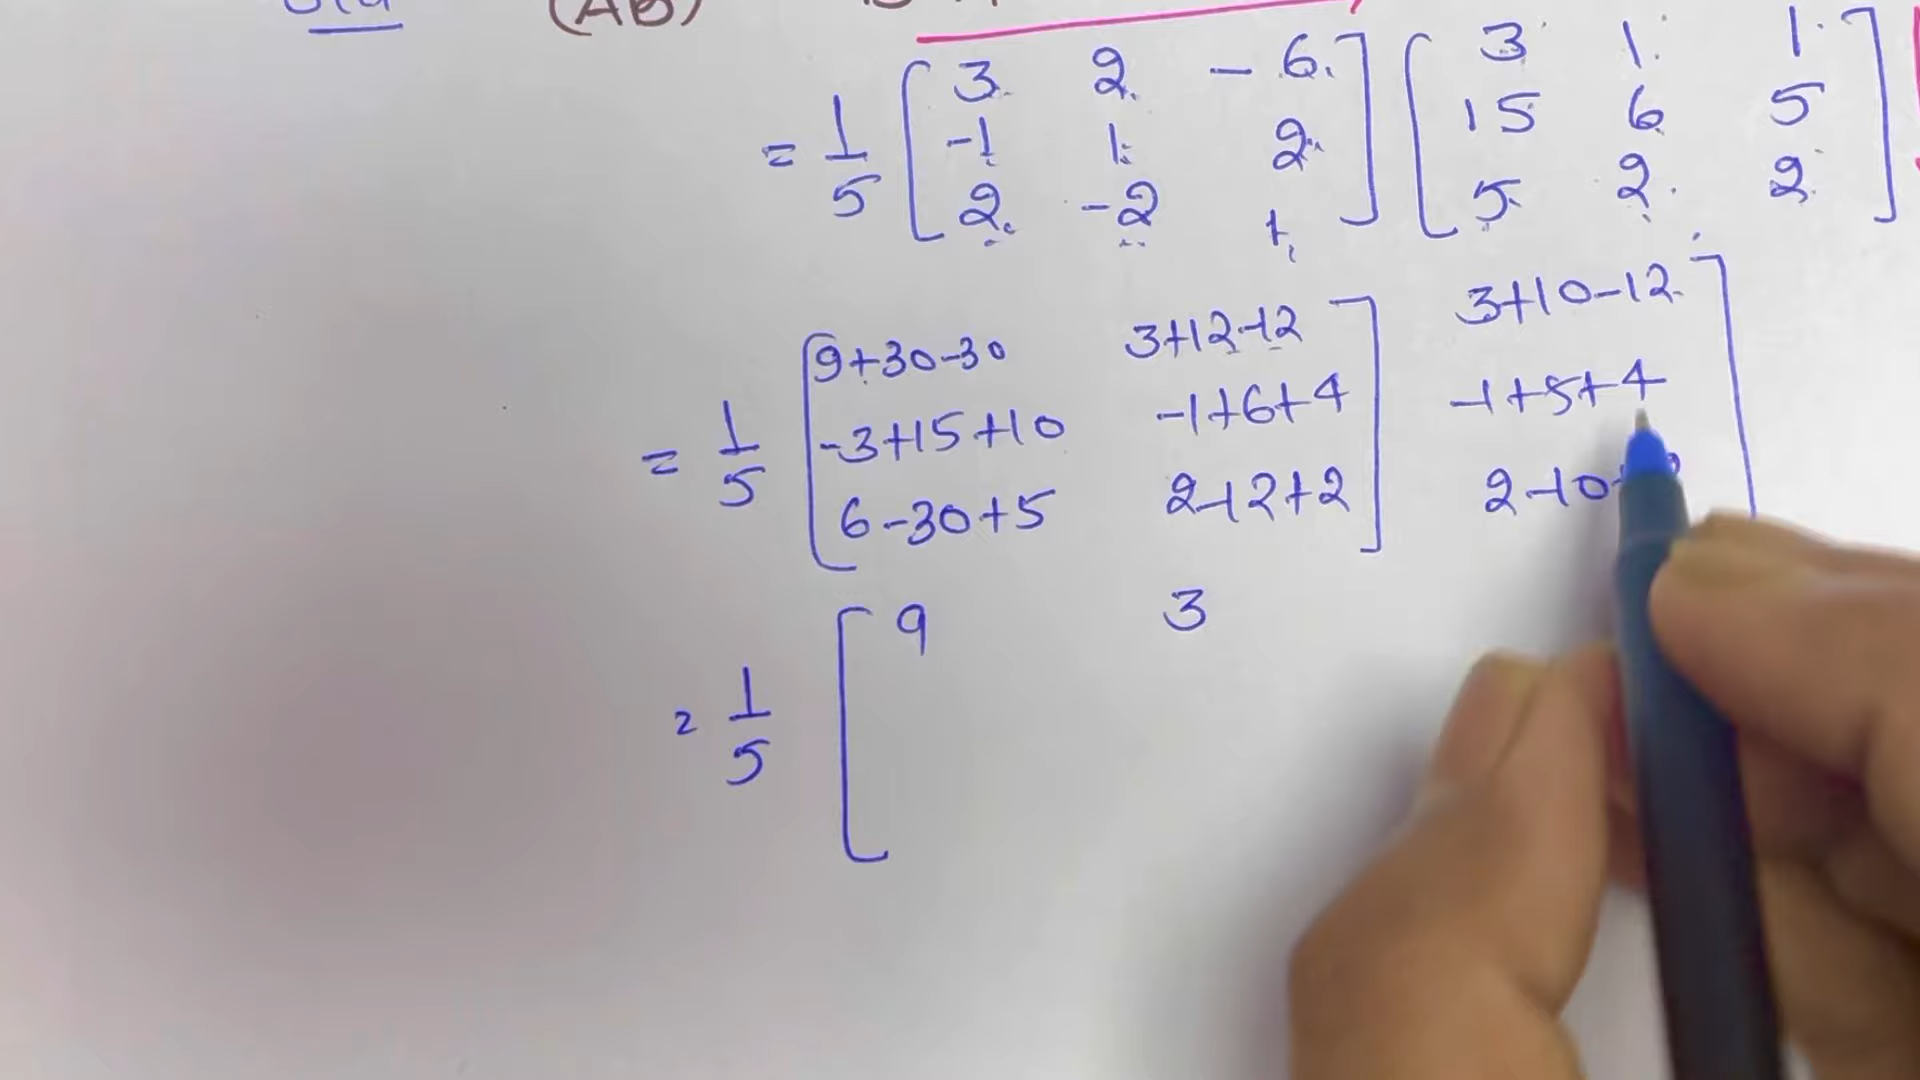 (AB)
= 1/5 [3 2 -6; -1 1 2; 2 -2 1] [3 1 1; 15 6 5; 5 2 2]
= 1/5 [9+30-30 3+12-12] 3+10-12]
-3+15+10 -1+6+4 -1+5+4
6-30+5 2-12+2 2-10+
= 1/5 [9 3